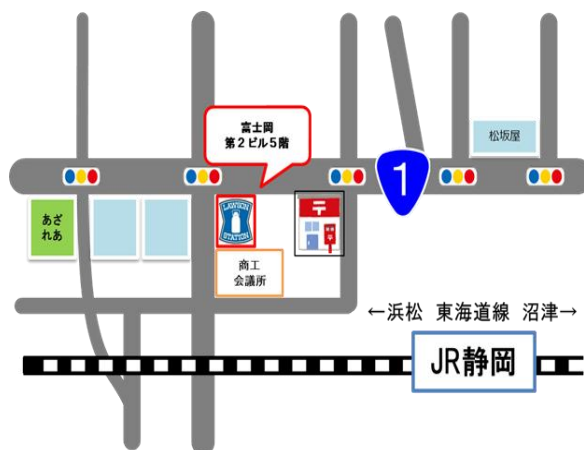 富士岡
第2ビル5階
松坂屋
1
あざ
れあ
LAWSON
STATION
〒
商工
会議所
←浜松 東海道線 沼津→
JR静岡